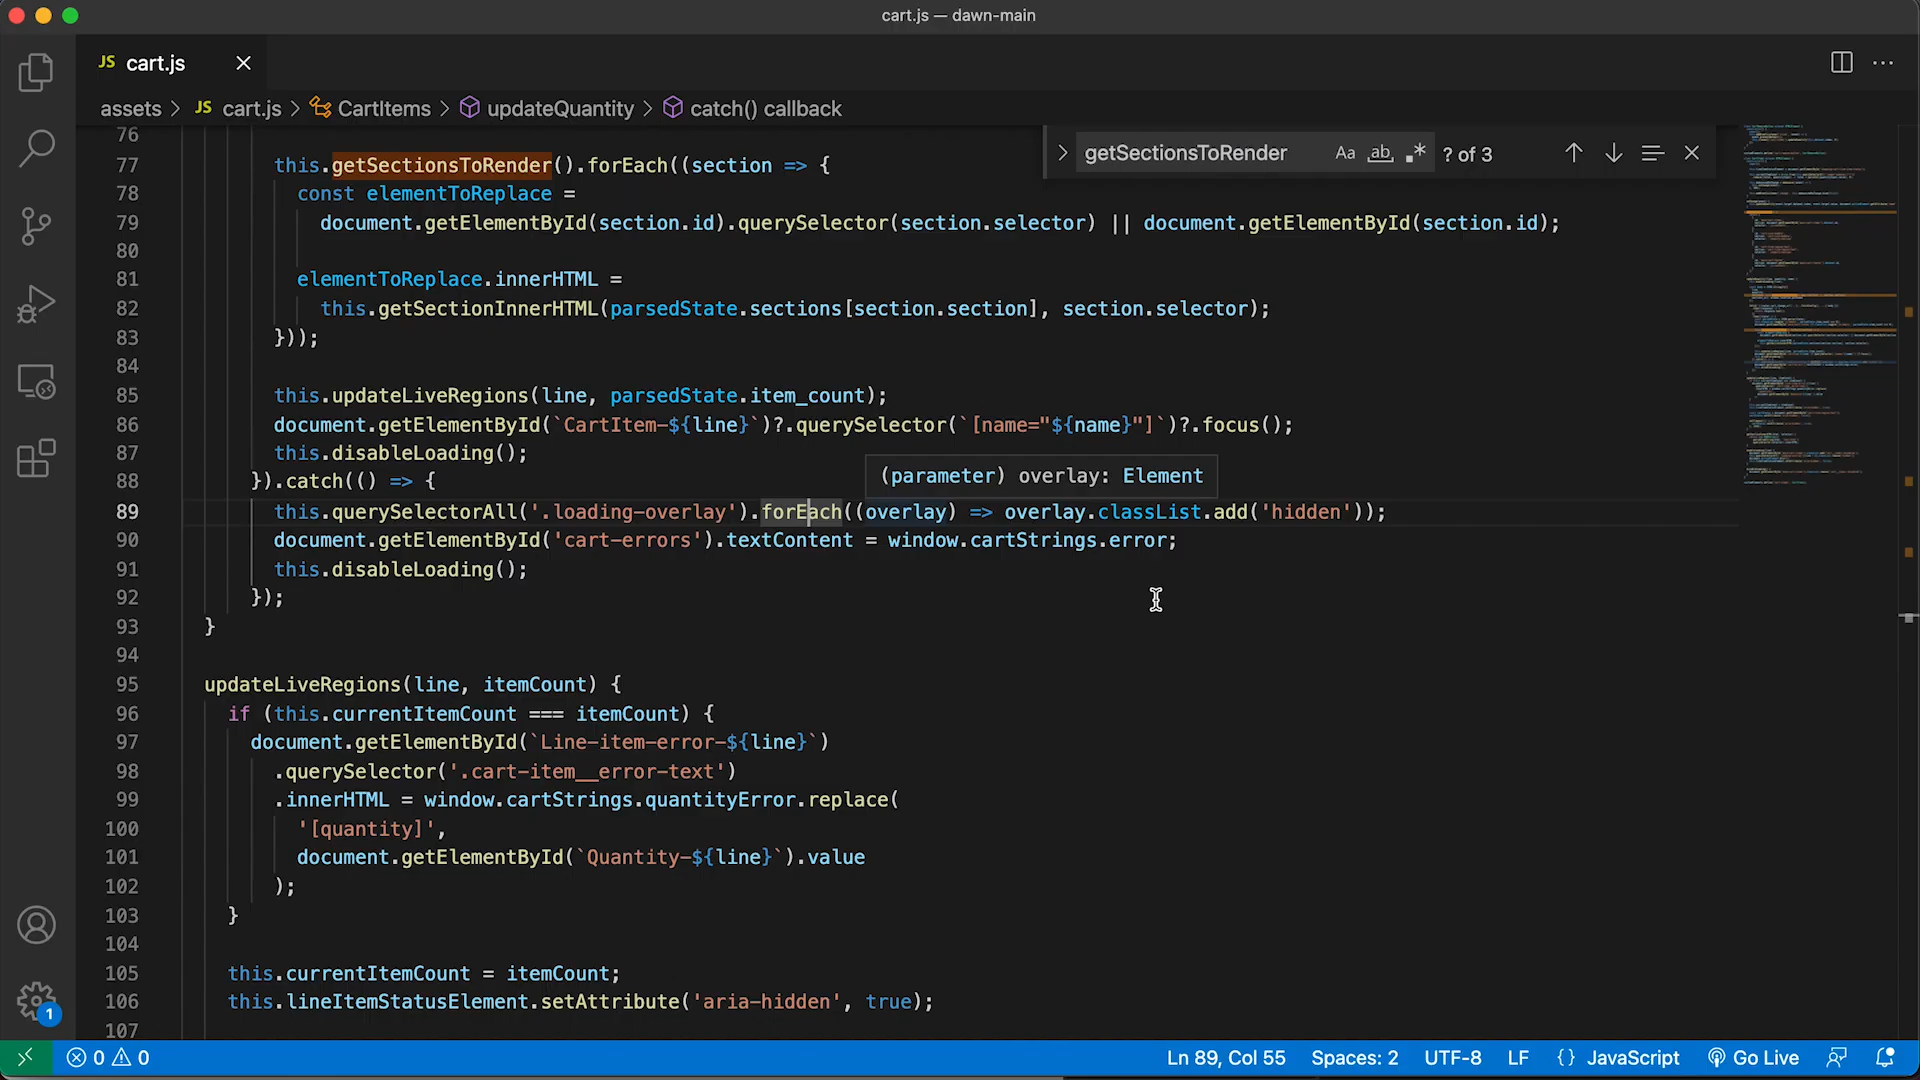 cart.js — dawn-main
JS cart.js
assets > JS cart.js > CartItems > updateQuantity > catch() callback
getSectionsToRender Aa ab ? of 3
76
77 this.getSectionsToRender().forEach((section => {
78 const elementToReplace =
79 document.getElementById(section.id).querySelector(section.selector) || document.getElementById(section.id);
80
81 elementToReplace.innerHTML =
82 this.getSectionInnerHTML(parsedState.sections[section.section], section.selector);
83 }));
84
85 this.updateLiveRegions(line, parsedState.item_count);
86 document.getElementById(`CartItem-${line}`)?.querySelector(`[name="${name}"]`)?.focus();
87 this.disableLoading();
88 }).catch(() => {
(parameter) overlay: Element
89 this.querySelectorAll('.loading-overlay').forEach((overlay) => overlay.classList.add('hidden'));
90 document.getElementById('cart-errors').textContent = window.cartStrings.error;
91 this.disableLoading();
92 });
93 }
94
95 updateLiveRegions(line, itemCount) {
96 if (this.currentItemCount === itemCount) {
97 document.getElementById(`Line-item-error-${line}`)
98 .querySelector('.cart-item__error-text')
99 .innerHTML = window.cartStrings.quantityError.replace(
100 '[quantity]',
101 document.getElementById(`Quantity-${line}`).value
102 );
103 }
104
105 this.currentItemCount = itemCount;
106 this.lineItemStatusElement.setAttribute('aria-hidden', true);
107
1
0 0 Ln 89, Col 55 Spaces: 2 UTF-8 LF {} JavaScript Go Live